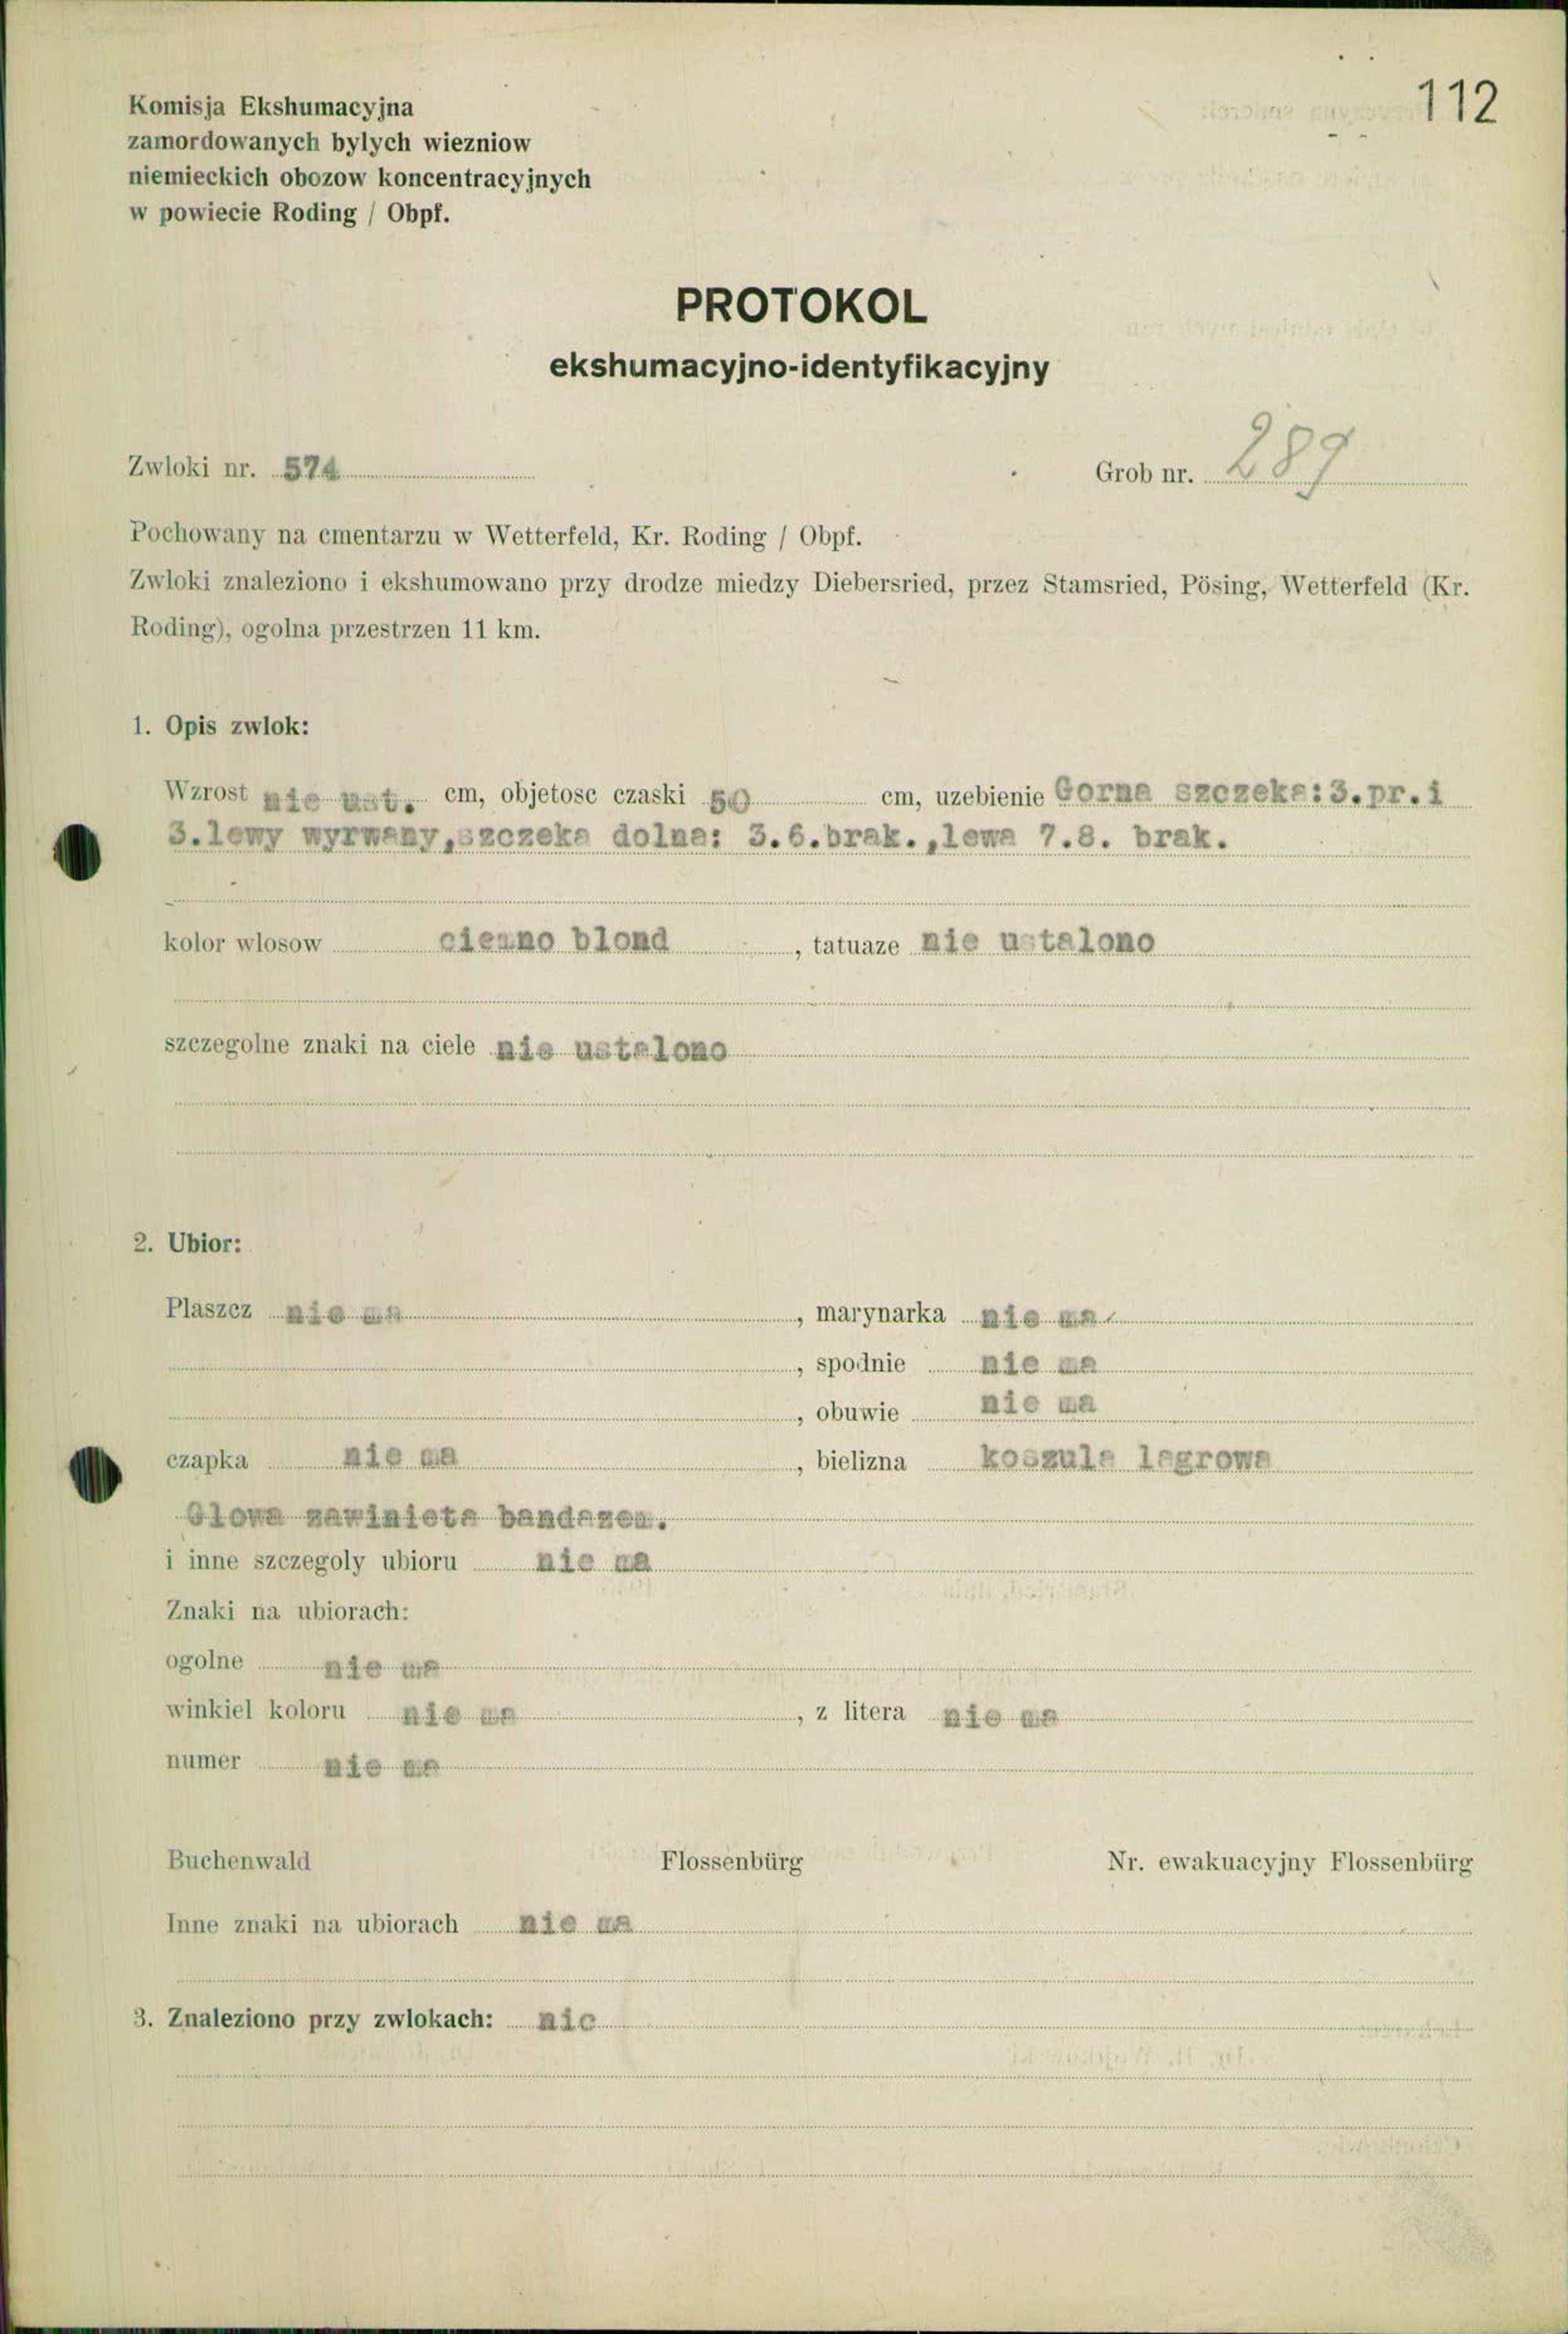 112
Komisja Ekshumacyjna
zamordowanych bylych wiezniow
niemieckich obozow koncentracyjnych
w powiecie Roding / Obpf.
PROTOKOL
ekshumacyjno-identyfikacyjny
Zwloki nr. 574 Grob nr. 289
Pochowany na cmentarzu w Wetterfeld, Kr. Roding / Obpf.
Zwloki znaleziono i ekshumowano przy drodze miedzy Diebersried, przez Stamsried, Pösing, Wetterfeld (Kr.
Roding), ogolna przestrzen 11 km.
1. Opis zwlok:
Wzrost nie ust. cm, objetosc czaski 50 cm, uzebienie Gorna szczeka: 3.pr. i
3.lewy wyrwany, szczeka dolna: 3.6.brak.,lewa 7.8. brak.
kolor wlosow ciemno blond, tatuaze nie ustalono
szczegolne znaki na ciele nie ustalono
2. Ubior:
Plaszcz nie ma, marynarka nie ma
, spodnie nie ma
, obuwie nie ma
czapka nie ma, bielizna koszula lagrowa
Glowa zawinieta bandazem.
i inne szczegoly ubioru nie ma
Znaki na ubiorach:
ogolne nie ma
winkiel koloru nie ma, z litera nie ma
numer nie ma
Buchenwald Flossenbürg Nr. ewakuacyjny Flossenbürg
Inne znaki na ubiorach nie ma
3. Znaleziono przy zwlokach: nic